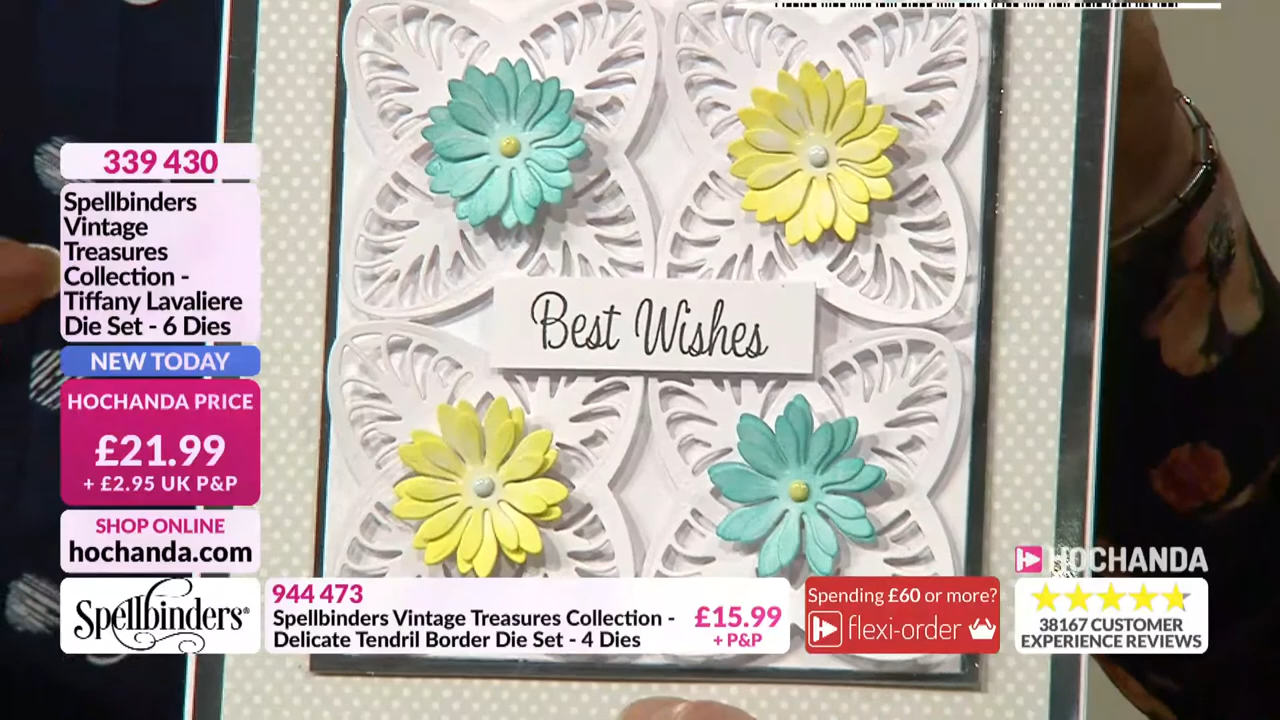 339 430
Spellbinders
Vintage
Treasures
Collection -
Tiffany Lavaliere
Die Set - 6 Dies
NEW TODAY
HOCHANDA PRICE
£21.99
+ £2.95 UK P&P
SHOP ONLINE
hochanda.com
Best Wishes
Spellbinders®
944 473
Spellbinders Vintage Treasures Collection -
Delicate Tendril Border Die Set - 4 Dies
£15.99
+ P&P
Spending £60 or more?
flexi-order
HOCHANDA
38167 CUSTOMER
EXPERIENCE REVIEWS